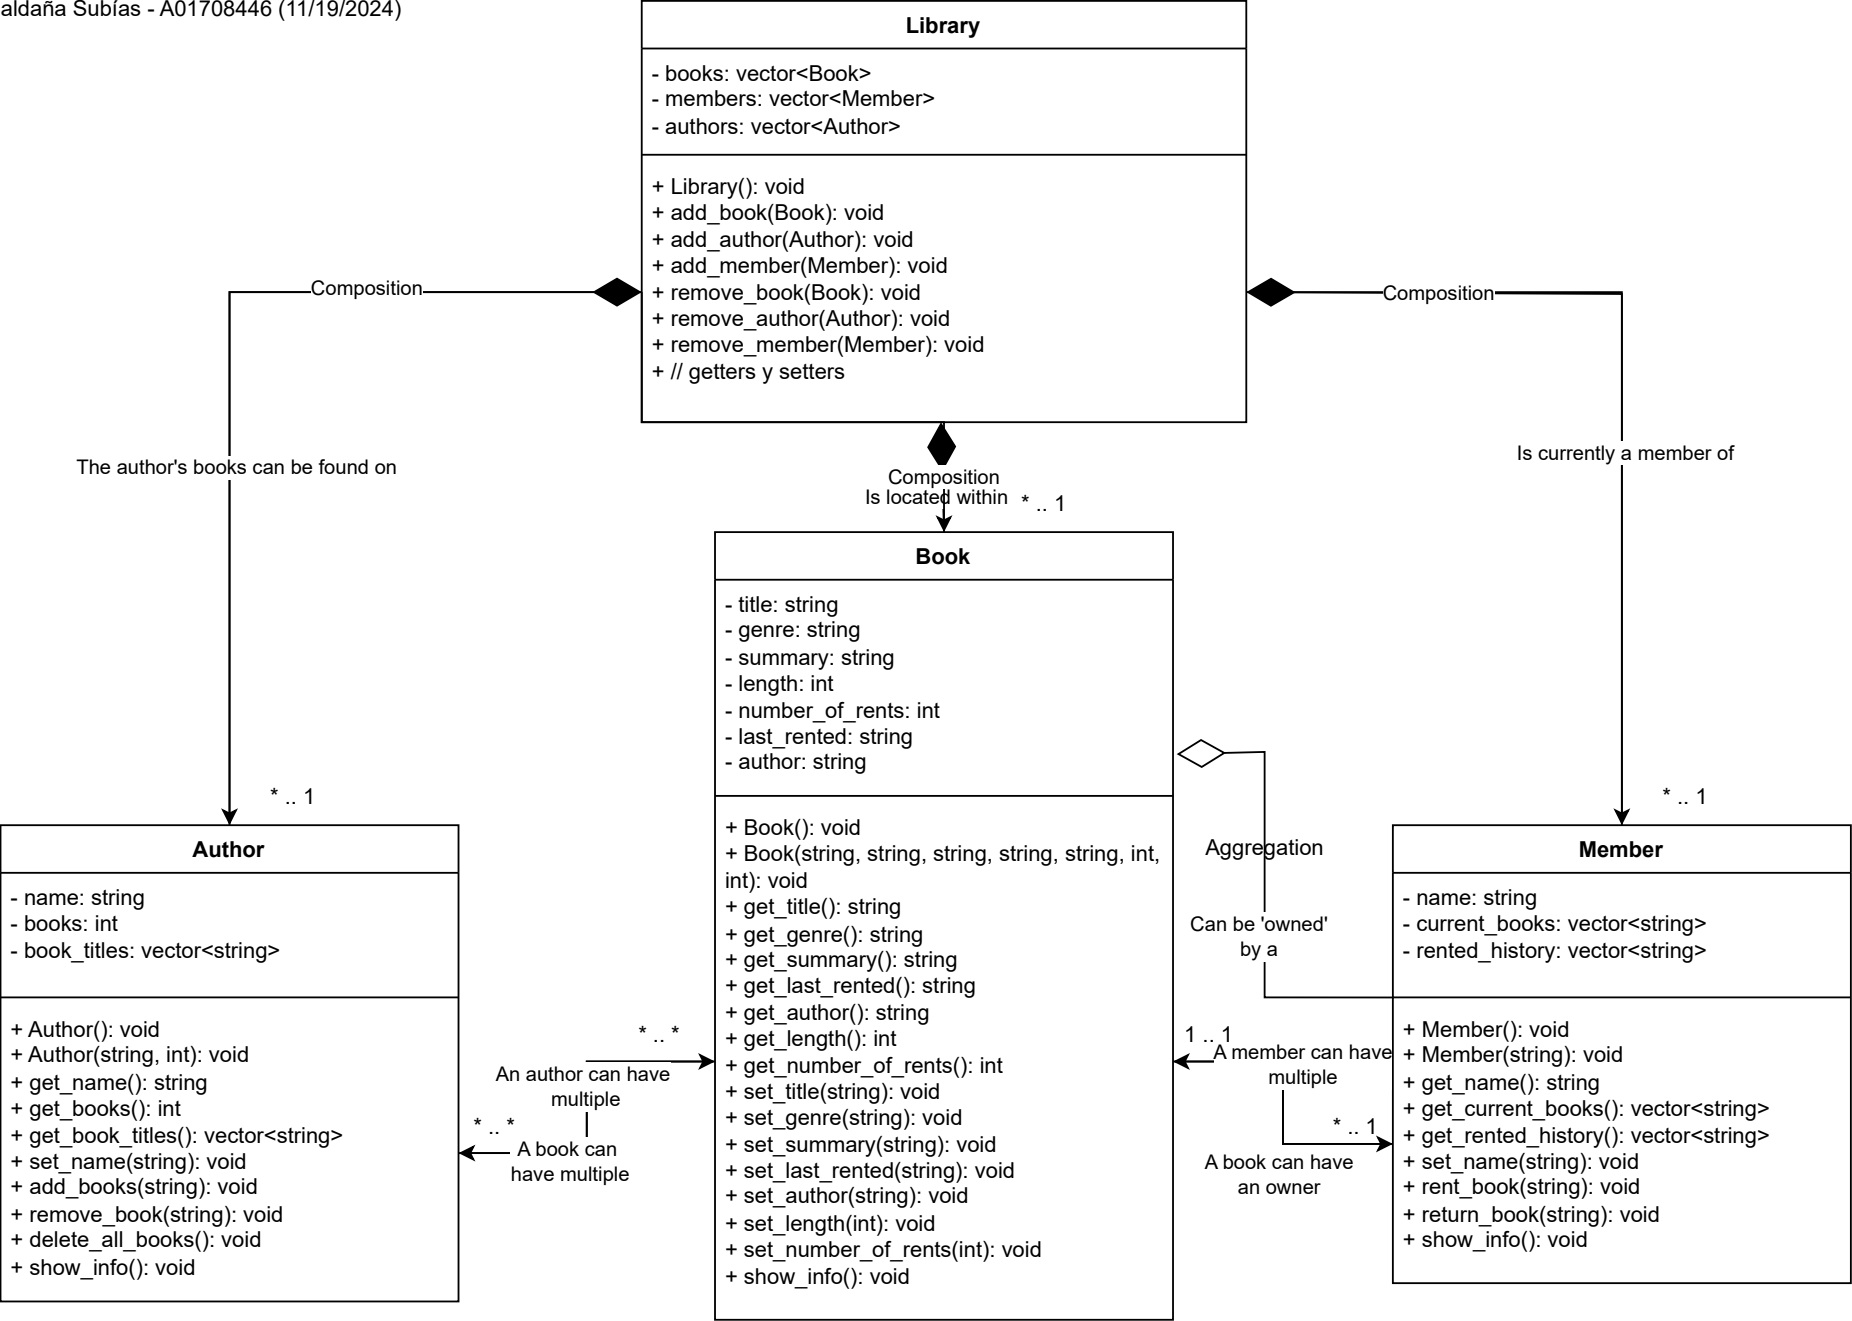 aldaña Subías - A01708446 (11/19/2024)
Library
- books: vector<Book>
- members: vector<Member>
- authors: vector<Author>
+ Library(): void
+ add_book(Book): void
+ add_author(Author): void
+ add_member(Member): void
+ remove_book(Book): void
+ remove_author(Author): void
+ remove_member(Member): void
+ // getters y setters
Composition
Composition
The author's books can be found on
Is currently a member of
Composition
Is located within
* .. 1
* .. 1
* .. 1
Book
- title: string
- genre: string
- summary: string
- length: int
- number_of_rents: int
- last_rented: string
- author: string
+ Book(): void
+ Book(string, string, string, string, string, int,
int): void
+ get_title(): string
+ get_genre(): string
+ get_summary(): string
+ get_last_rented(): string
+ get_author(): string
+ get_length(): int
+ get_number_of_rents(): int
+ set_title(string): void
+ set_genre(string): void
+ set_summary(string): void
+ set_last_rented(string): void
+ set_author(string): void
+ set_length(int): void
+ set_number_of_rents(int): void
+ show_info(): void
Author
- name: string
- books: int
- book_titles: vector<string>
+ Author(): void
+ Author(string, int): void
+ get_name(): string
+ get_books(): int
+ get_book_titles(): vector<string>
+ set_name(string): void
+ add_books(string): void
+ remove_book(string): void
+ delete_all_books(): void
+ show_info(): void
* .. *
An author can have
multiple
* .. *
A book can
have multiple
Aggregation
Can be 'owned'
by a
1 .. 1
A member can have
multiple
* .. 1
A book can have
an owner
Member
- name: string
- current_books: vector<string>
- rented_history: vector<string>
+ Member(): void
+ Member(string): void
+ get_name(): string
+ get_current_books(): vector<string>
+ get_rented_history(): vector<string>
+ set_name(string): void
+ rent_book(string): void
+ return_book(string): void
+ show_info(): void